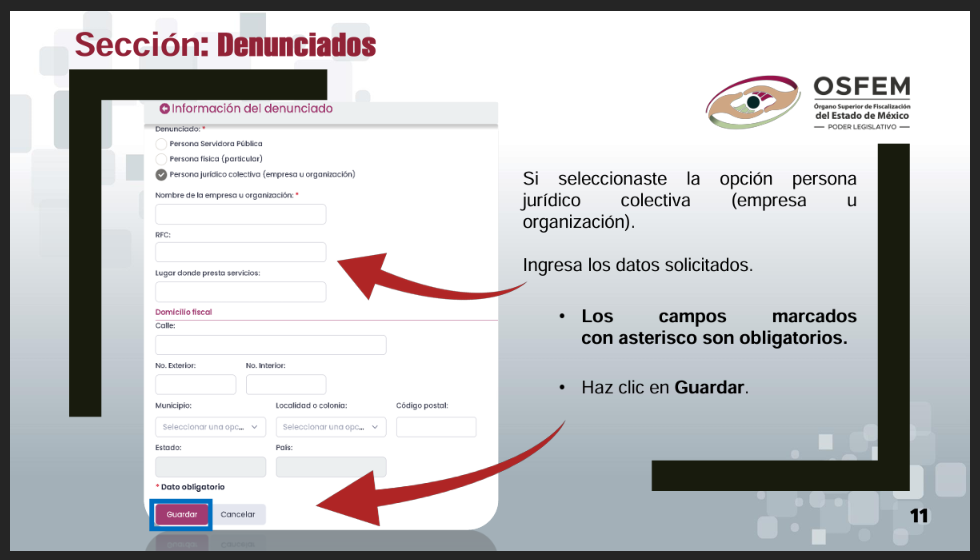 Sección: Denunciados
Información del denunciado
Denunciado: *
Persona Servidora Pública
Persona física (particular)
Persona jurídico colectiva (empresa u organización)
Nombre de la empresa u organización: *
RFC:
Lugar donde presta servicios:
Domicilio fiscal
Calle:
No. Exterior: No. Interior:
Municipio: Localidad o colonia: Código postal:
Seleccionar una opc... Seleccionar una opc...
Estado: País:
* Dato obligatorio
Guardar Cancelar
OSFEM
Órgano Superior de Fiscalización
del Estado de México
PODER LEGISLATIVO
Si seleccionaste la opción persona
jurídico colectiva (empresa u
organización).
Ingresa los datos solicitados.
• Los campos marcados
con asterisco son obligatorios.
• Haz clic en Guardar.
11